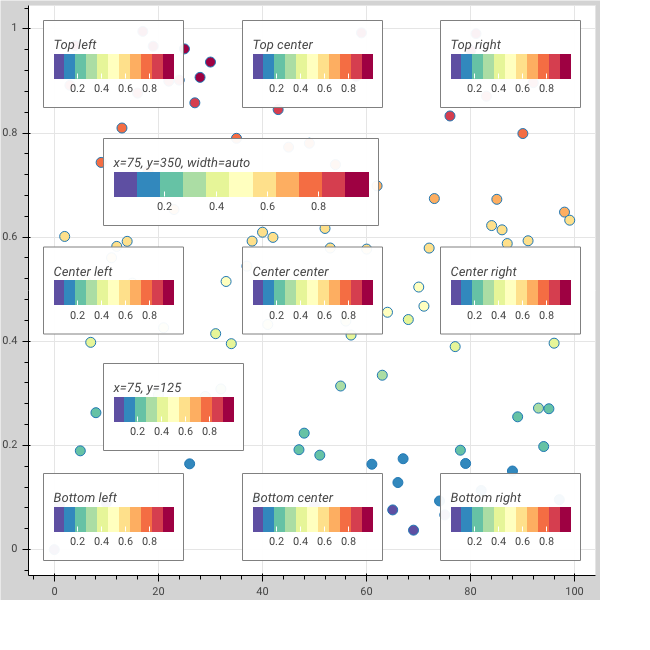 1
Top left
0.2 0.4 0.6 0.8
Top center
0.2 0.4 0.6 0.8
Top right
0.2 0.4 0.6 0.8
0.8
x=75, y=350, width=auto
0.2 0.4 0.6 0.8
0.6
Center left
0.2 0.4 0.6 0.8
Center center
0.2 0.4 0.6 0.8
Center right
0.2 0.4 0.6 0.8
0.4
x=75, y=125
0.2 0.4 0.6 0.8
0.2
Bottom left
0.2 0.4 0.6 0.8
Bottom center
0.2 0.4 0.6 0.8
Bottom right
0.2 0.4 0.6 0.8
0
0 20 40 60 80 100